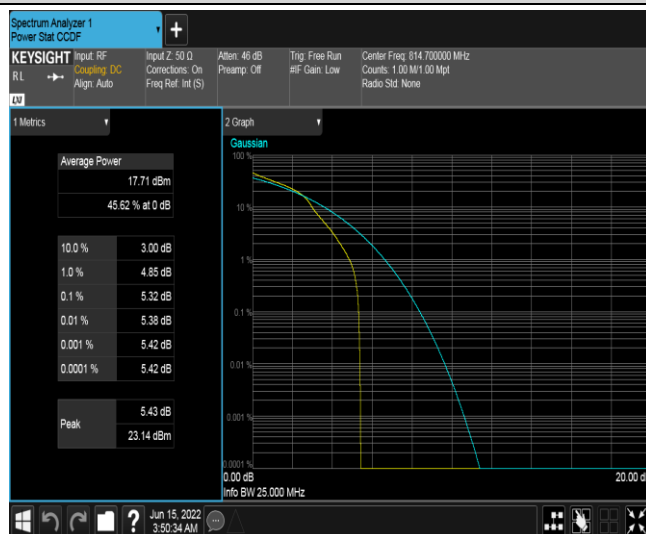 Spectrum Analyzer 1
Power Stat CCDF
+
KEYSIGHT Input: RF Input Z: 50 Ω Atten: 46 dB Trig: Free Run Center Freq: 814.700000 MHz
RL Coupling: DC Corrections: On Preamp: Off #IF Gain: Low Counts: 1.00 M/1.00 Mpt
Align: Auto Freq Ref: Int (S) Radio Std: None
LXI
1 Metrics
2 Graph
Gaussian
Average Power
17.71 dBm
45.62 % at 0 dB
10.0 % 3.00 dB
1.0 % 4.85 dB
0.1 % 5.32 dB
0.01 % 5.38 dB
0.001 % 5.42 dB
0.0001 % 5.42 dB
Peak
5.43 dB
23.14 dBm
100 %
10 %
1 %
0.1 %
0.01 %
0.001 %
0.0001 %
0.00 dB 20.00 d
Info BW 25.000 MHz
?
Jun 15, 2022
3:50:34 AM